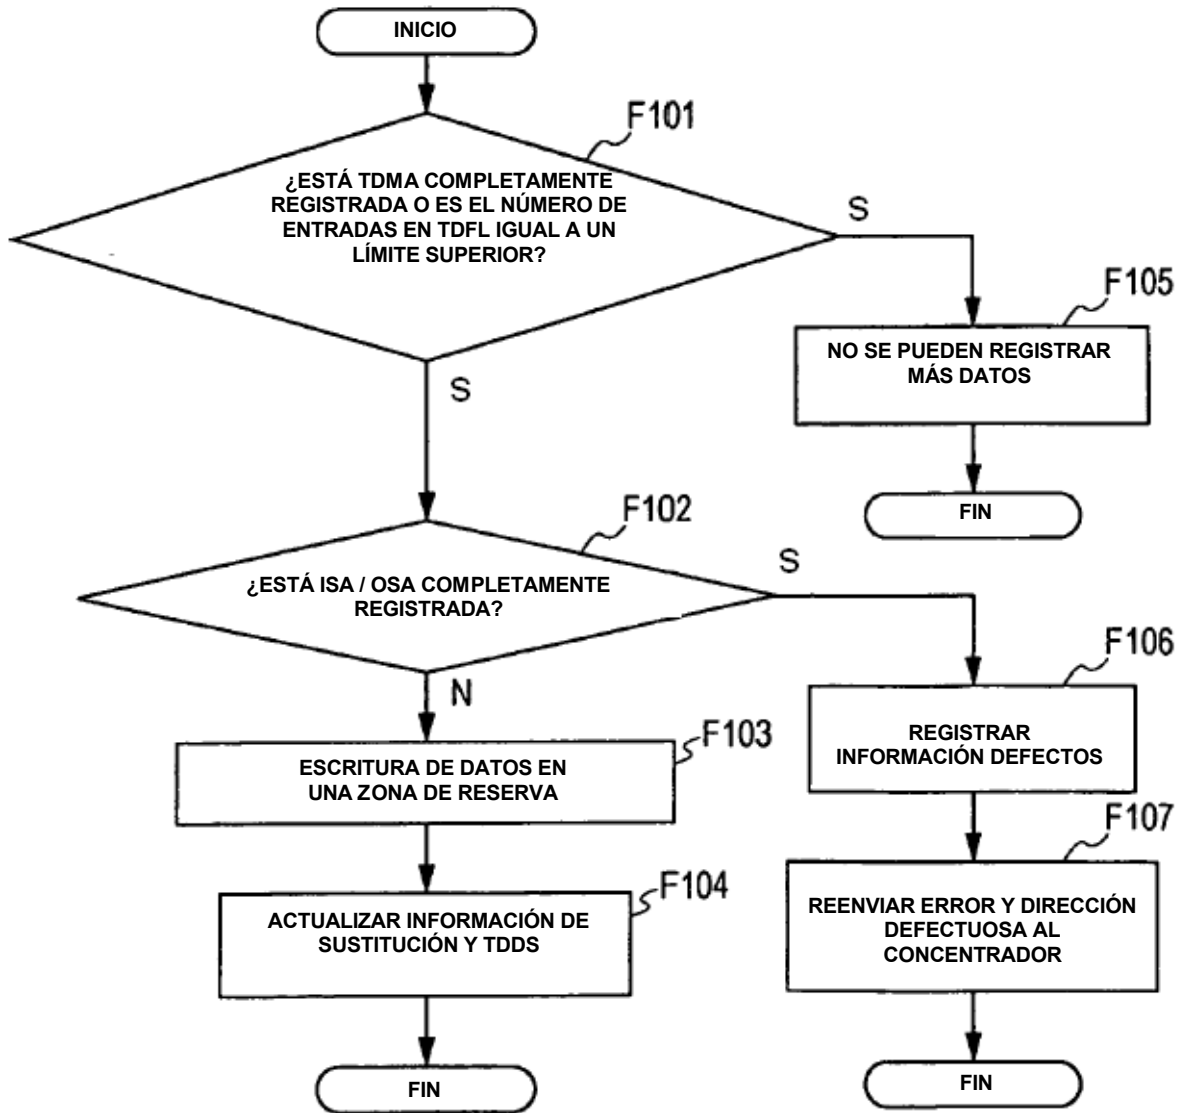 INICIO
F101
¿ESTÁ TDMA COMPLETAMENTE
REGISTRADA O ES EL NÚMERO DE
ENTRADAS EN TDFL IGUAL A UN
LÍMITE SUPERIOR?
S
F105
NO SE PUEDEN REGISTRAR
MÁS DATOS
S
FIN
F102
¿ESTÁ ISA / OSA COMPLETAMENTE
REGISTRADA?
S
N
F106
REGISTRAR
INFORMACIÓN DEFECTOS
F103
ESCRITURA DE DATOS EN
UNA ZONA DE RESERVA
F107
REENVIAR ERROR Y DIRECCIÓN
DEFECTUOSA AL
CONCENTRADOR
F104
ACTUALIZAR INFORMACIÓN DE
SUSTITUCIÓN Y TDDS
FIN
FIN